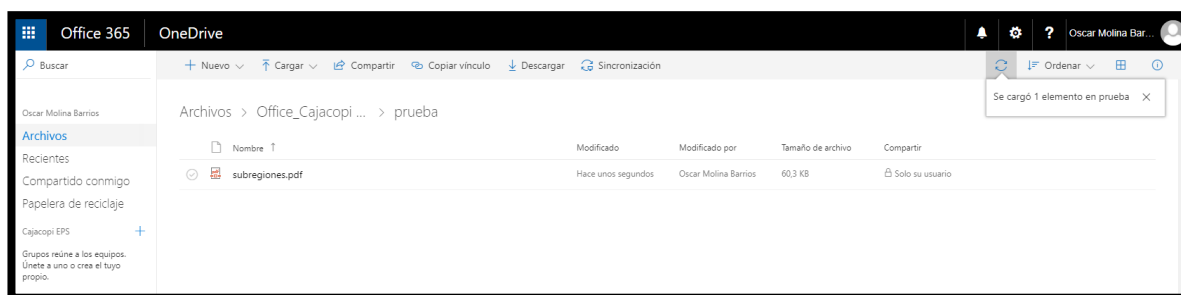 Office 365 OneDrive ? Oscar Molina Bar...
Buscar + Nuevo Cargar Compartir Copiar vínculo Descargar Sincronización Ordenar
Se cargó 1 elemento en prueba ×
Oscar Molina Barrios
Archivos > Office_Cajacopi ... > prueba
Archivos
Recientes
Compartido conmigo
Papelera de reciclaje
Cajacopi EPS +
Grupos reúne a los equipos.
Únete a uno o crea el tuyo
propio.
Nombre ↑ Modificado Modificado por Tamaño de archivo Compartir
subregiones.pdf Hace unos segundos Oscar Molina Barrios 60,3 KB Solo su usuario